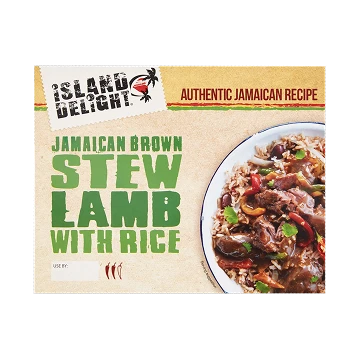 ISLAND
DELIGHT
AUTHENTIC JAMAICAN RECIPE
JAMAICAN BROWN
STEW
LAMB
WITH RICE
USE BY: